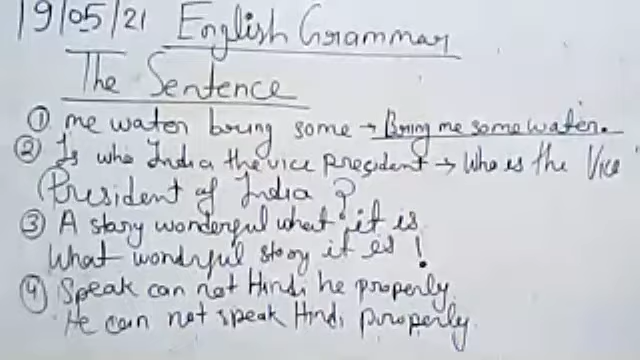 19/05/21 English Grammar
The Sentence
① me water bring some → Bring me some water.
② Is who India the vice president → Who is the Vice
President of India ?
③ A story wonderful what it is
What wondrful story it is !
④ Speak can not Hindi he properly
He can not speak Hindi properly.